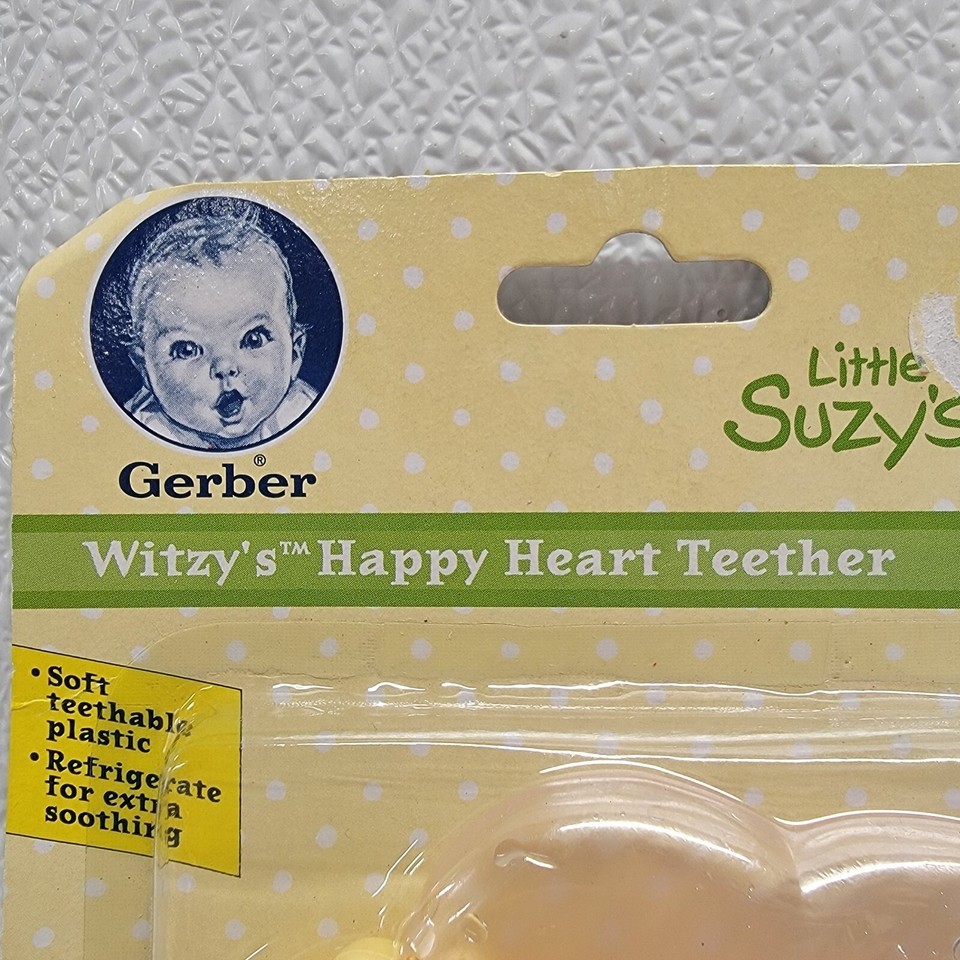 Gerber®
Little
Suzy's
Witzy's™ Happy Heart Teether
• Soft
teethable
plastic
• Refrigerate
for extra
soothing